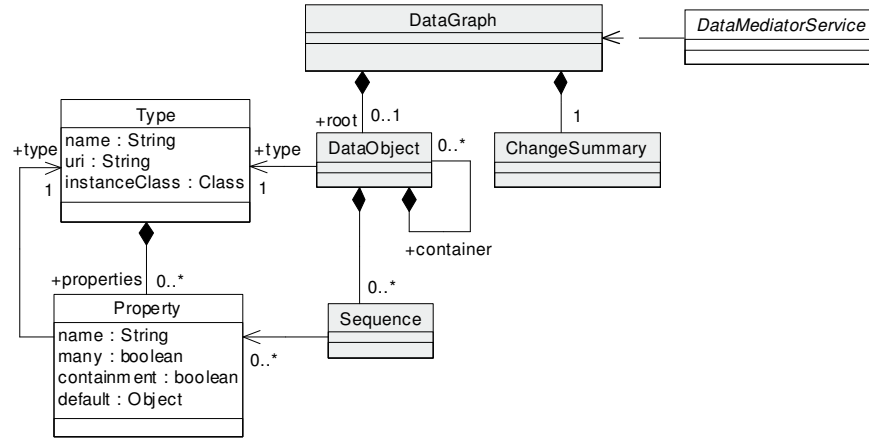 DataGraph
DataMediatorService
+root
0..1
1
Type
name : String
uri : String
instanceClass : Class
+type
1
+type
1
DataObject
0..*
ChangeSummary
+container
+properties
0..*
0..*
Property
name : String
many : boolean
containment : boolean
default : Object
Sequence
0..*